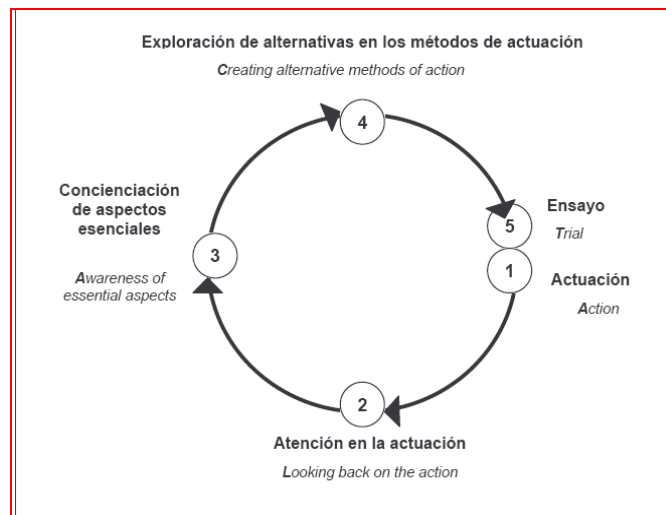 Exploración de alternativas en los métodos de actuación
Creating alternative methods of action
4
Concienciación
de aspectos
esenciales
3
Awareness of
essential aspects
Ensayo
5
Trial
1
Actuación
Action
2
Atención en la actuación
Looking back on the action